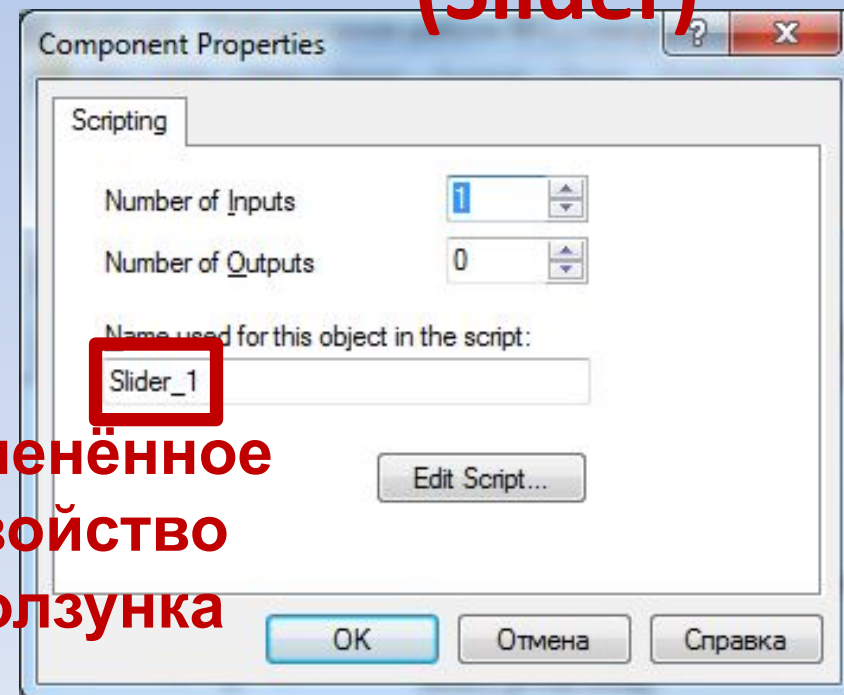 (Slider)
Component Properties
Scripting
Number of Inputs 1
Number of Outputs 0
Name used for this object in the script:
Slider_1
Edit Script...
OK Отмена Справка